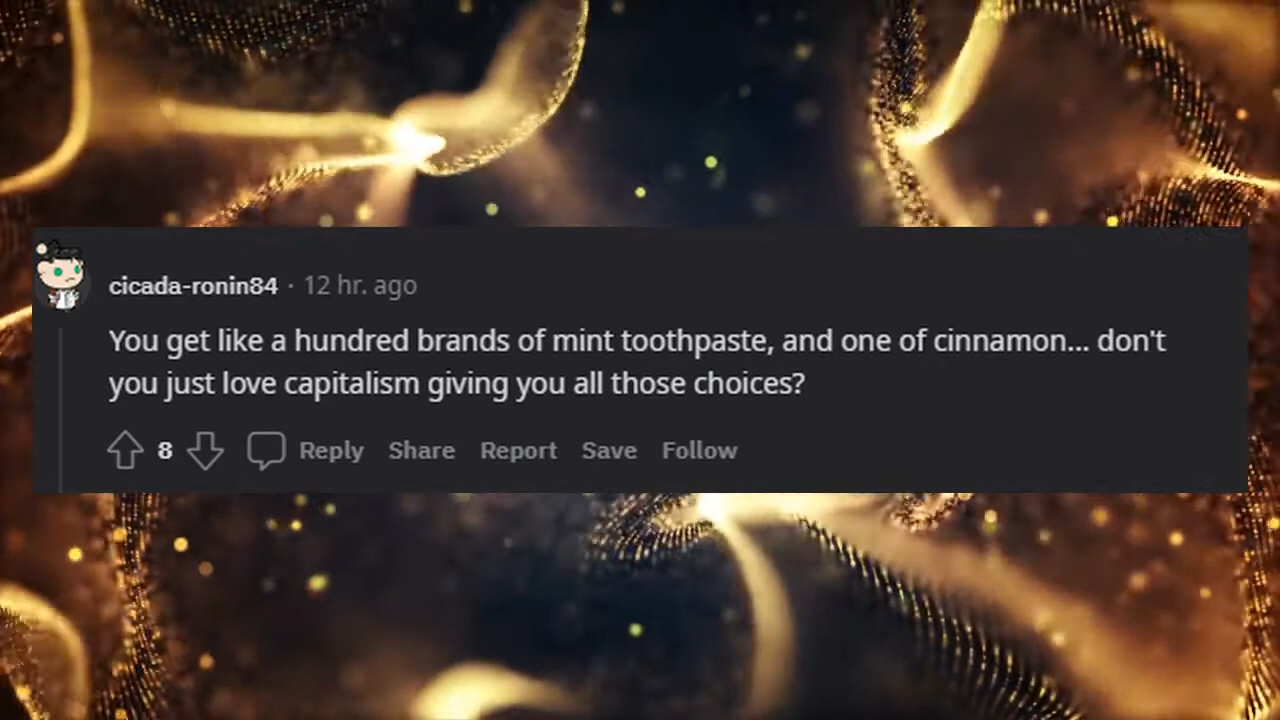 cicada-ronin84 · 12 hr. ago
You get like a hundred brands of mint toothpaste, and one of cinnamon... don't
you just love capitalism giving you all those choices?
8 Reply Share Report Save Follow